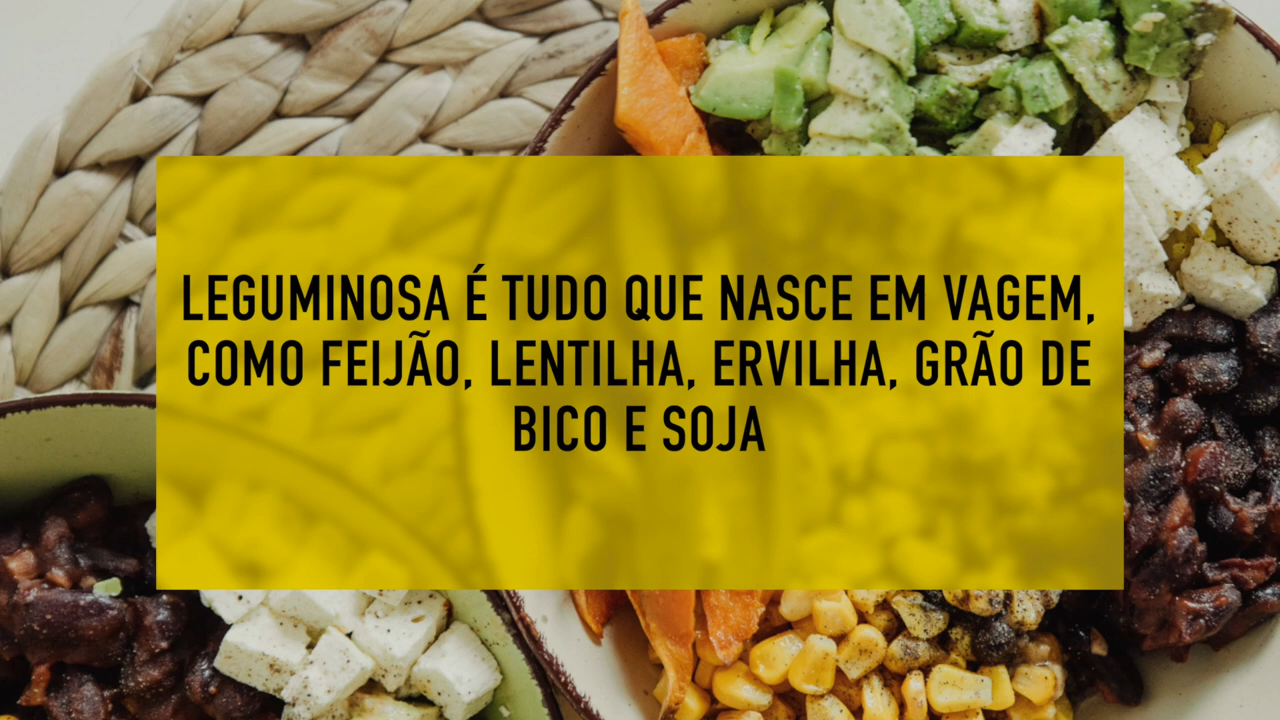 LEGUMINOSA É TUDO QUE NASCE EM VAGEM,
COMO FEIJÃO, LENTILHA, ERVILHA, GRÃO DE
BICO E SOJA